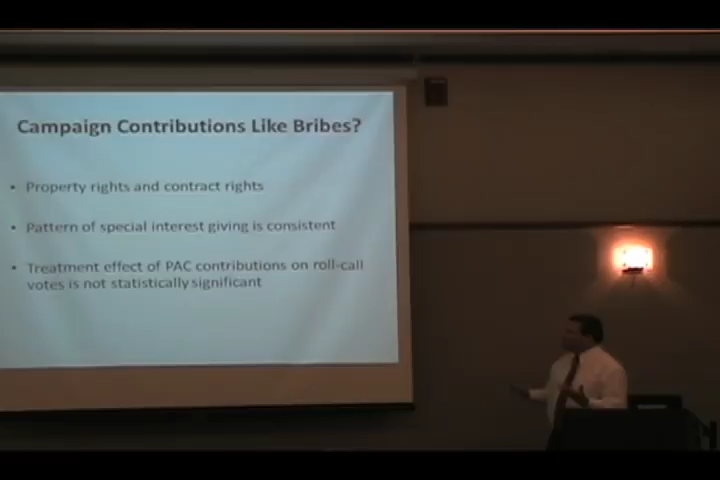 Campaign Contributions Like Bribes?
• Property rights and contract rights
• Pattern of special interest giving is consistent
• Treatment effect of PAC contributions on roll-call
votes is not statistically significant